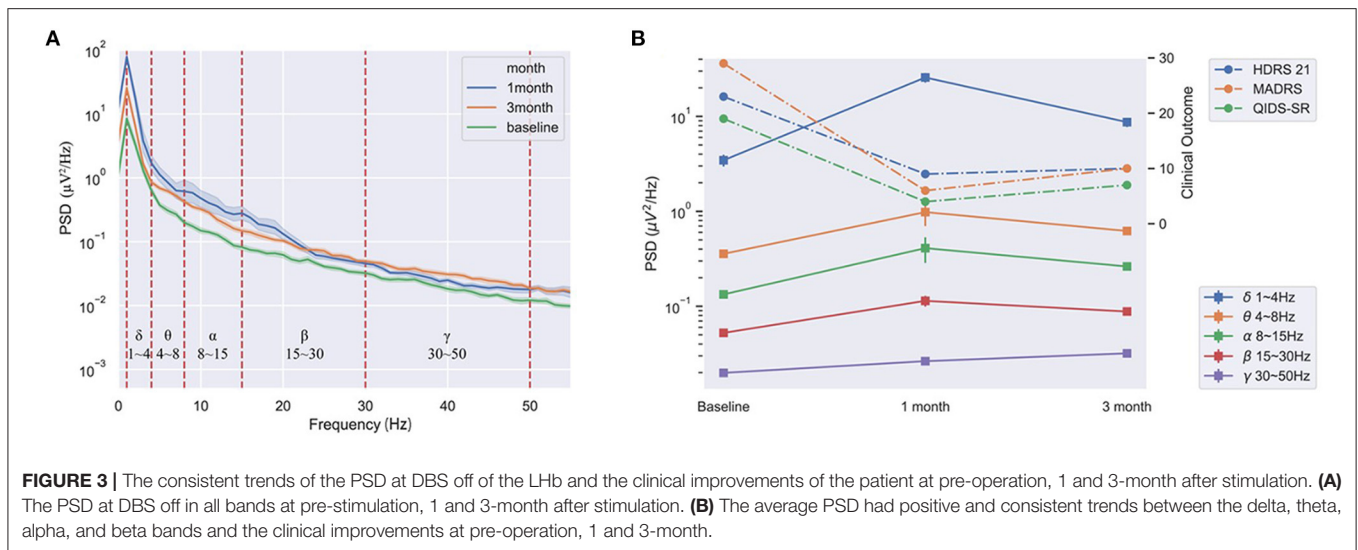 A
PSD (μV²/Hz)
10²
10¹
10⁰
10⁻¹
10⁻²
10⁻³
month
1month
3month
baseline
δ θ α β γ
1~4 4~8 8~15 15~30 30~50
0 10 20 30 40 50
Frequency (Hz)
B
PSD (μV²/Hz)
10¹
10⁰
10⁻¹
Baseline 1 month 3 month
30
20
10
0
Clinical Outcome
HDRS 21
MADRS
QIDS-SR
δ 1~4Hz
θ 4~8Hz
α 8~15Hz
β 15~30Hz
γ 30~50Hz
FIGURE 3 | The consistent trends of the PSD at DBS off of the LHb and the clinical improvements of the patient at pre-operation, 1 and 3-month after stimulation. (A)
The PSD at DBS off in all bands at pre-stimulation, 1 and 3-month after stimulation. (B) The average PSD had positive and consistent trends between the delta, theta,
alpha, and beta bands and the clinical improvements at pre-operation, 1 and 3-month.